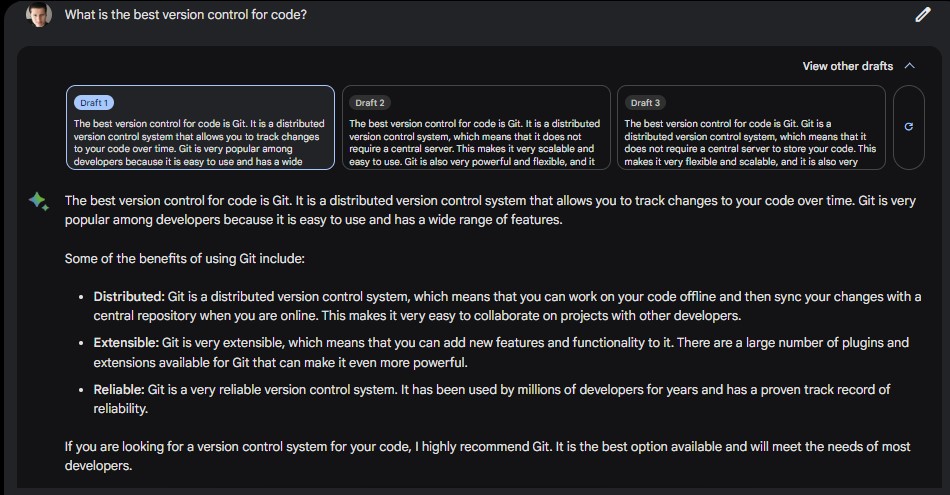 What is the best version control for code?
View other drafts
Draft 1
The best version control for code is Git. It is a distributed
version control system that allows you to track changes
to your code over time. Git is very popular among
developers because it is easy to use and has a wide
Draft 2
The best version control for code is Git. It is a distributed
version control system, which means that it does not
require a central server. This makes it very scalable and
easy to use. Git is also very powerful and flexible, and it
Draft 3
The best version control for code is Git. Git is a
distributed version control system, which means that it
does not require a central server to store your code. This
makes it very flexible and scalable, and it is also very
The best version control for code is Git. It is a distributed version control system that allows you to track changes to your code over time. Git is very
popular among developers because it is easy to use and has a wide range of features.
Some of the benefits of using Git include:
• Distributed: Git is a distributed version control system, which means that you can work on your code offline and then sync your changes with a
central repository when you are online. This makes it very easy to collaborate on projects with other developers.
• Extensible: Git is very extensible, which means that you can add new features and functionality to it. There are a large number of plugins and
extensions available for Git that can make it even more powerful.
• Reliable: Git is a very reliable version control system. It has been used by millions of developers for years and has a proven track record of
reliability.
If you are looking for a version control system for your code, I highly recommend Git. It is the best option available and will meet the needs of most
developers.